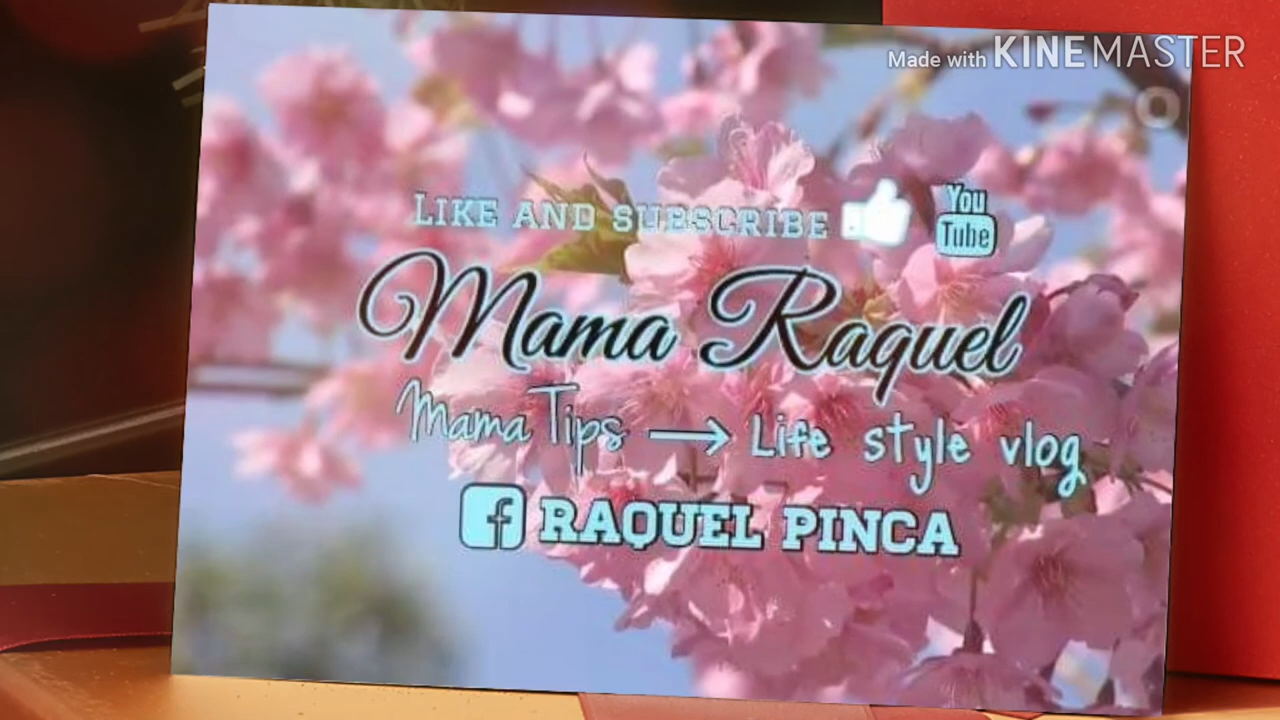 Made with KINEMASTER
LIKE AND SUBSCRIBE You Tube
Mama Raquel
Mama Tips → Life style vlog
f RAQUEL PINCA